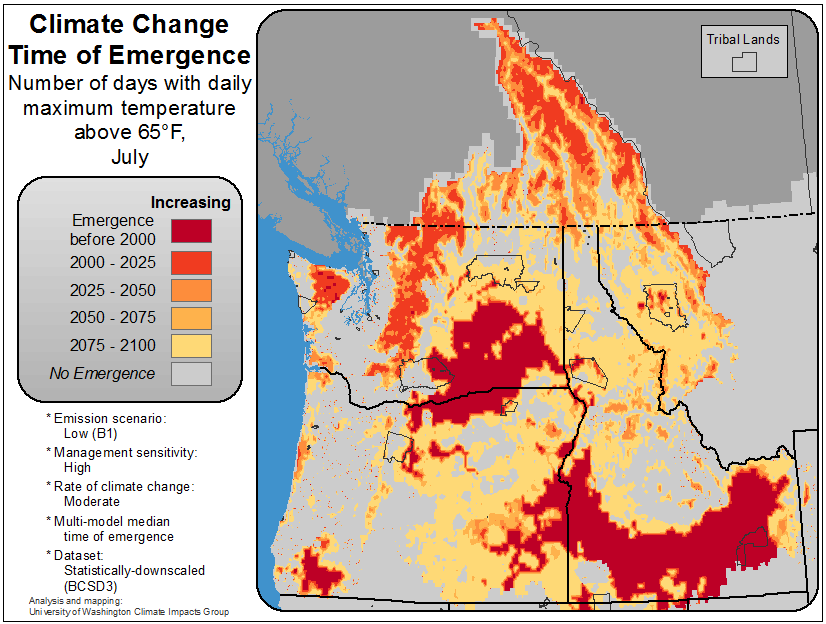 Climate Change
Time of Emergence
Number of days with daily
maximum temperature
above 65°F,
July
Increasing
Emergence
before 2000
2000 - 2025
2025 - 2050
2050 - 2075
2075 - 2100
No Emergence
* Emission scenario:
Low (B1)
* Management sensitivity:
High
* Rate of climate change:
Moderate
* Multi-model median
time of emergence
* Dataset:
Statistically-downscaled
(BCSD3)
Analysis and mapping:
University of Washington Climate Impacts Group
Tribal Lands